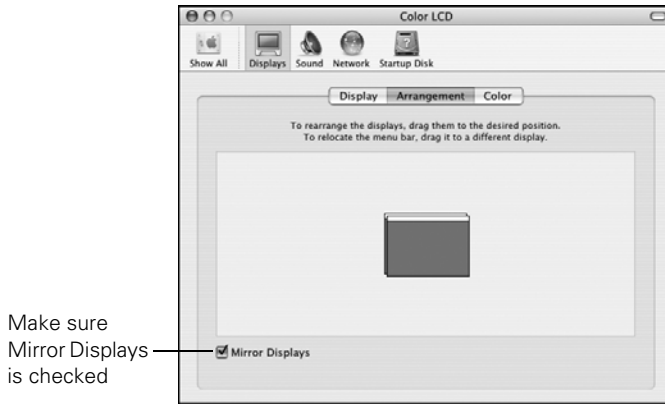 Color LCD
Show All Displays Sound Network Startup Disk
Display Arrangement Color
To rearrange the displays, drag them to the desired position.
To relocate the menu bar, drag it to a different display.
Make sure
Mirror Displays
is checked
Mirror Displays